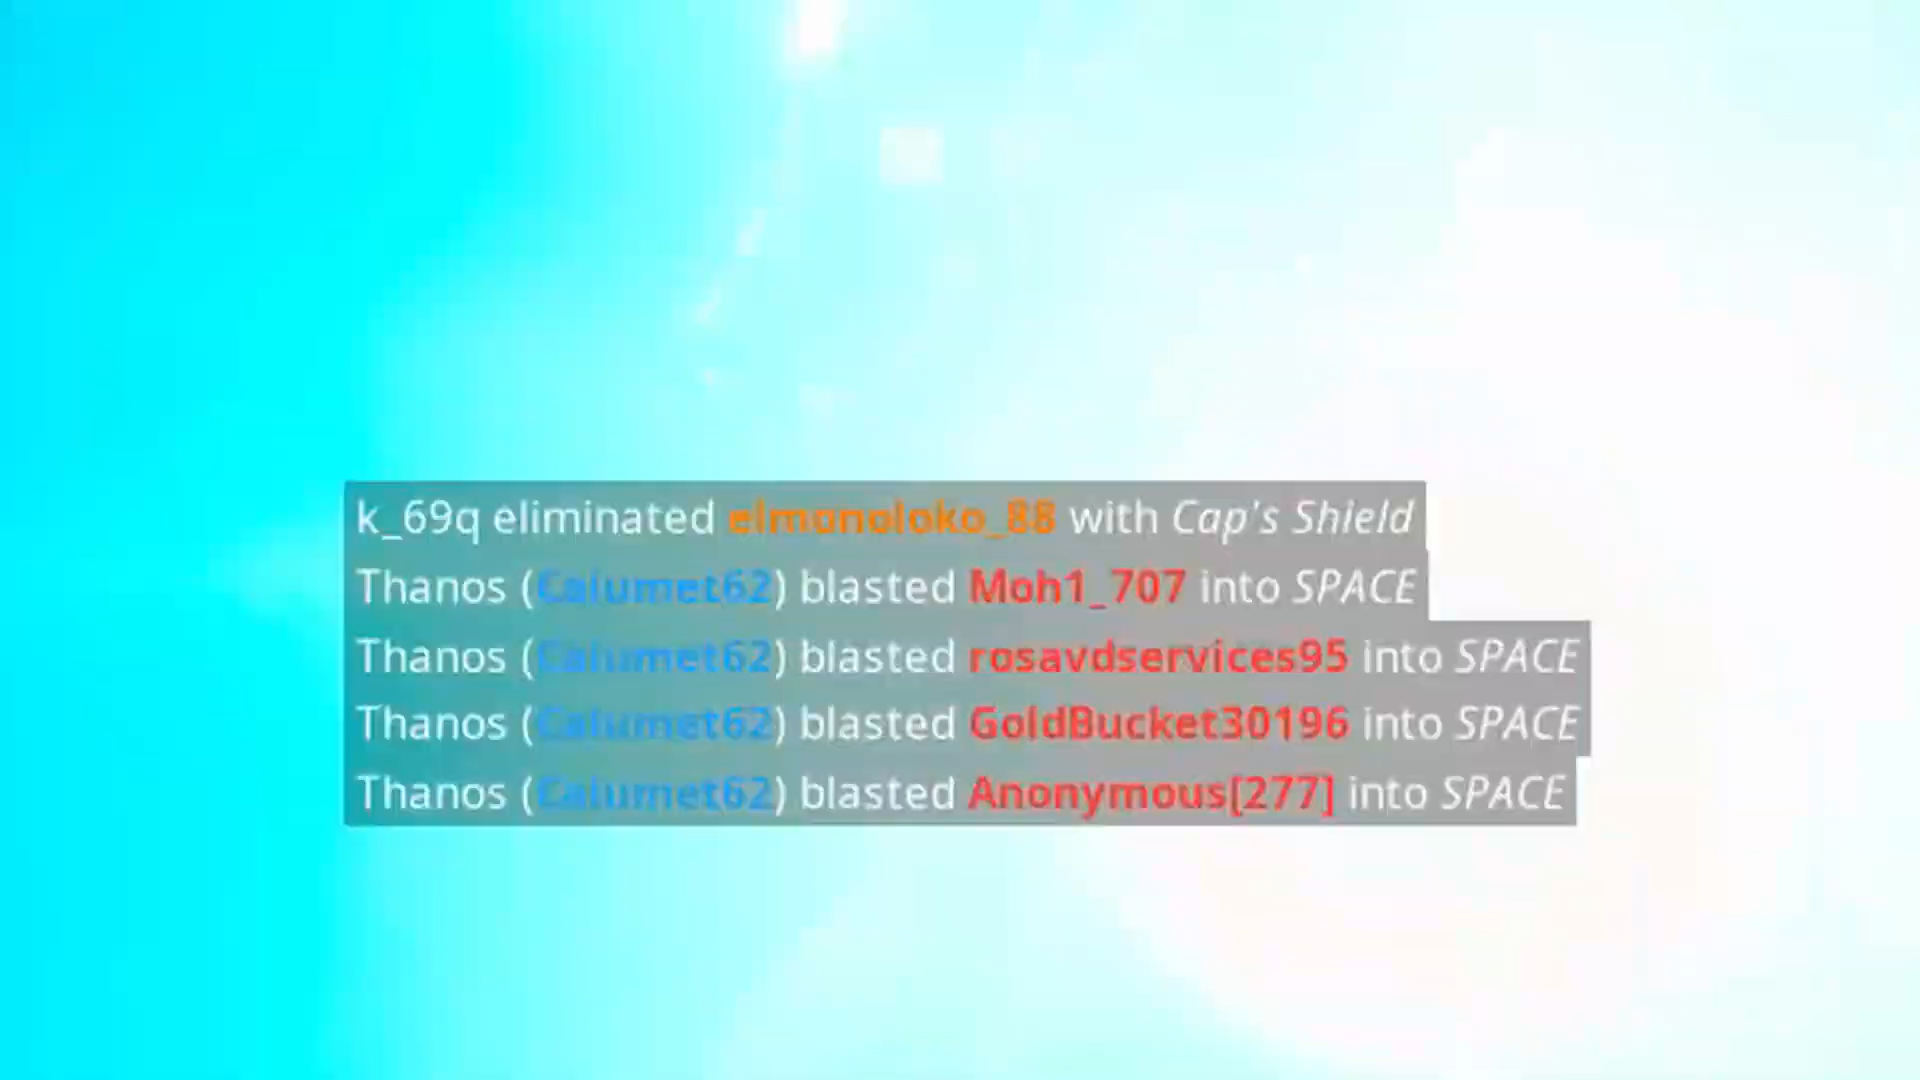 k_69q eliminated elmanoloko_88 with Cap's Shield
Thanos (Calumet62) blasted Moh1_707 into SPACE
Thanos (Calumet62) blasted rosavdservices95 into SPACE
Thanos (Calumet62) blasted GoldBucket30196 into SPACE
Thanos (Calumet62) blasted Anonymous[277] into SPACE